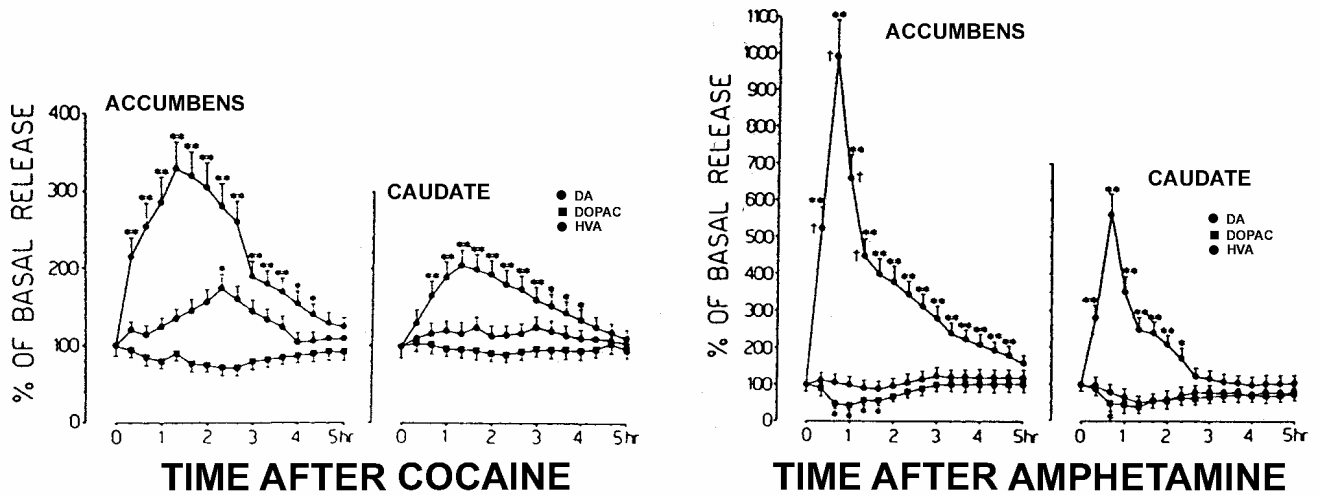 ACCUMBENS
% OF BASAL RELEASE
400
300
200
100
0
0 1 2 3 4 5hr
CAUDATE
DA
DOPAC
HVA
0 1 2 3 4 5hr
TIME AFTER COCAINE
ACCUMBENS
% OF BASAL RELEASE
1100
1000
900
800
700
600
500
400
300
200
100
0
0 1 2 3 4 5hr
CAUDATE
DA
DOPAC
HVA
0 1 2 3 4 5hr
TIME AFTER AMPHETAMINE